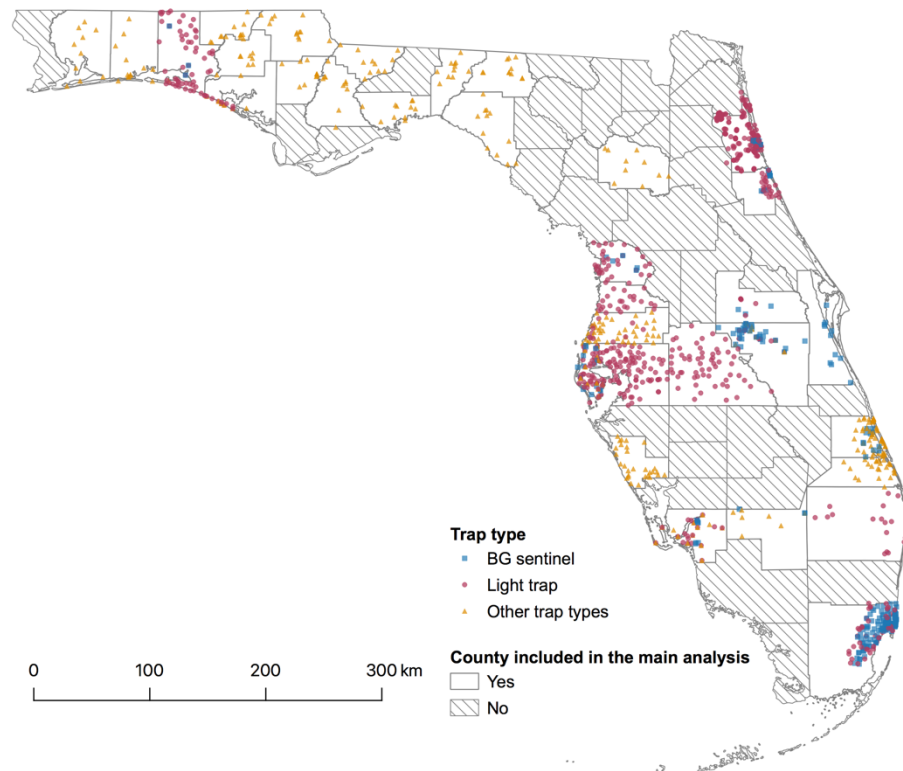 Trap type
BG sentinel
Light trap
Other trap types
County included in the main analysis
Yes
No
0 100 200 300 km